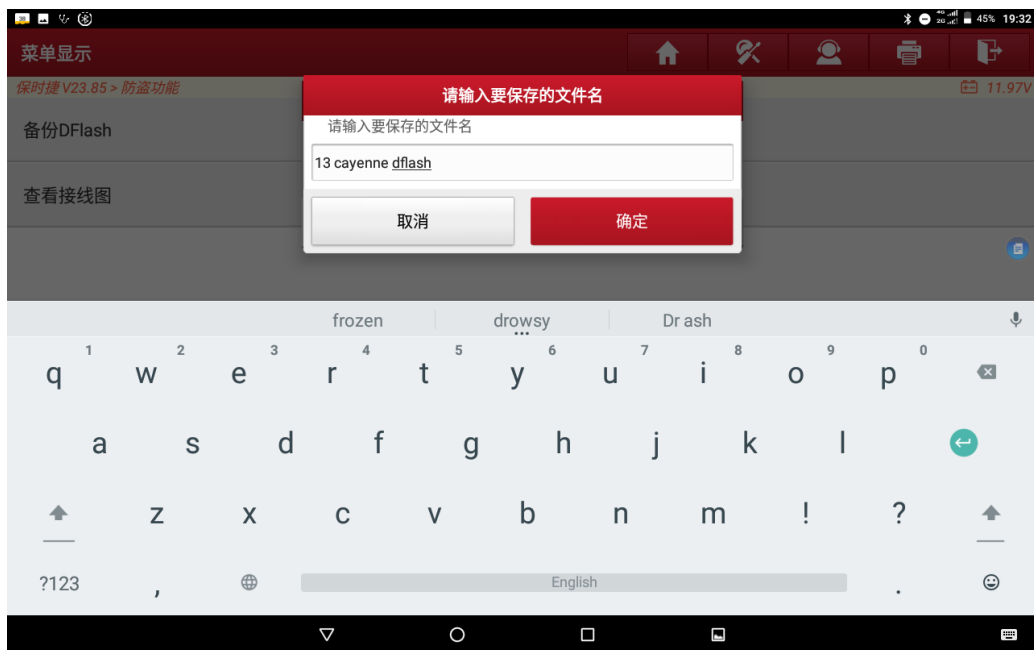 45% 19:32
菜单显示
保时捷 V23.85 > 防盗功能
11.97V
请输入要保存的文件名
备份DFlash
请输入要保存的文件名
13 cayenne dflash
查看接线图
取消 确定
frozen drowsy Dr ash
1 2 3 4 5 6 7 8 9 0
q w e r t y u i o p
a s d f g h j k l
z x c v b n m ! ?
?123 , English .